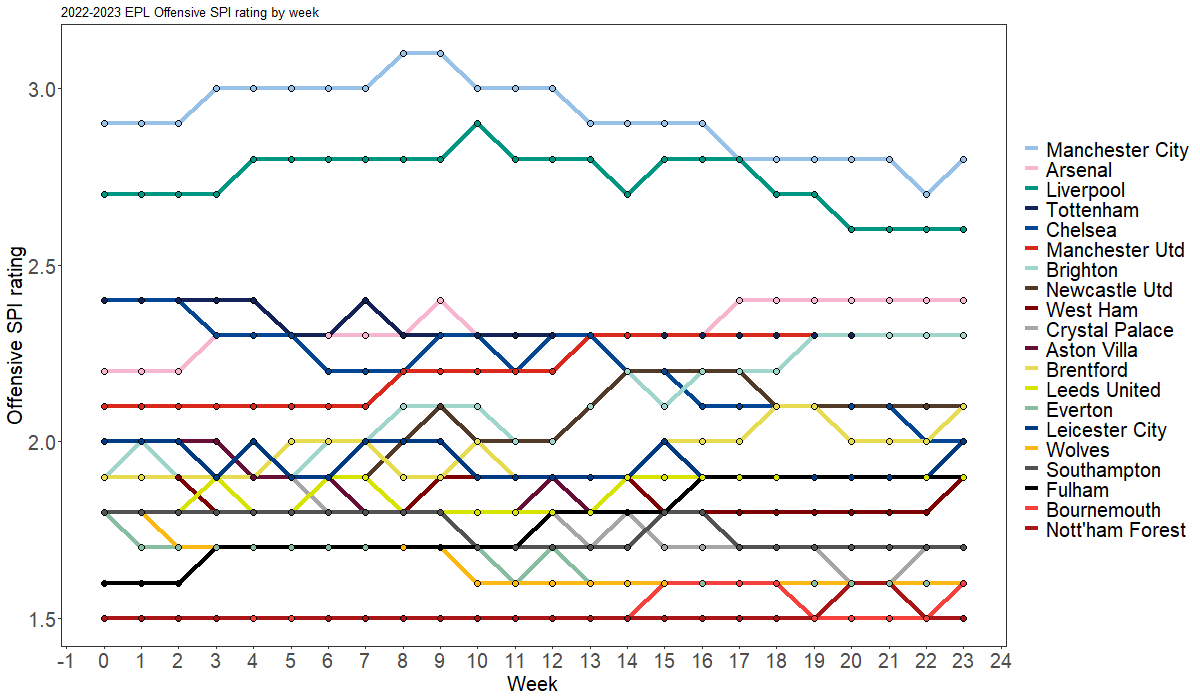 2022-2023 EPL Offensive SPI rating by week
3.0
2.5
2.0
1.5
Offensive SPI rating
-1 0 1 2 3 4 5 6 7 8 9 10 11 12 13 14 15 16 17 18 19 20 21 22 23 24
Week
Manchester City
Arsenal
Liverpool
Tottenham
Chelsea
Manchester Utd
Brighton
Newcastle Utd
West Ham
Crystal Palace
Aston Villa
Brentford
Leeds United
Everton
Leicester City
Wolves
Southampton
Fulham
Bournemouth
Nott'ham Forest